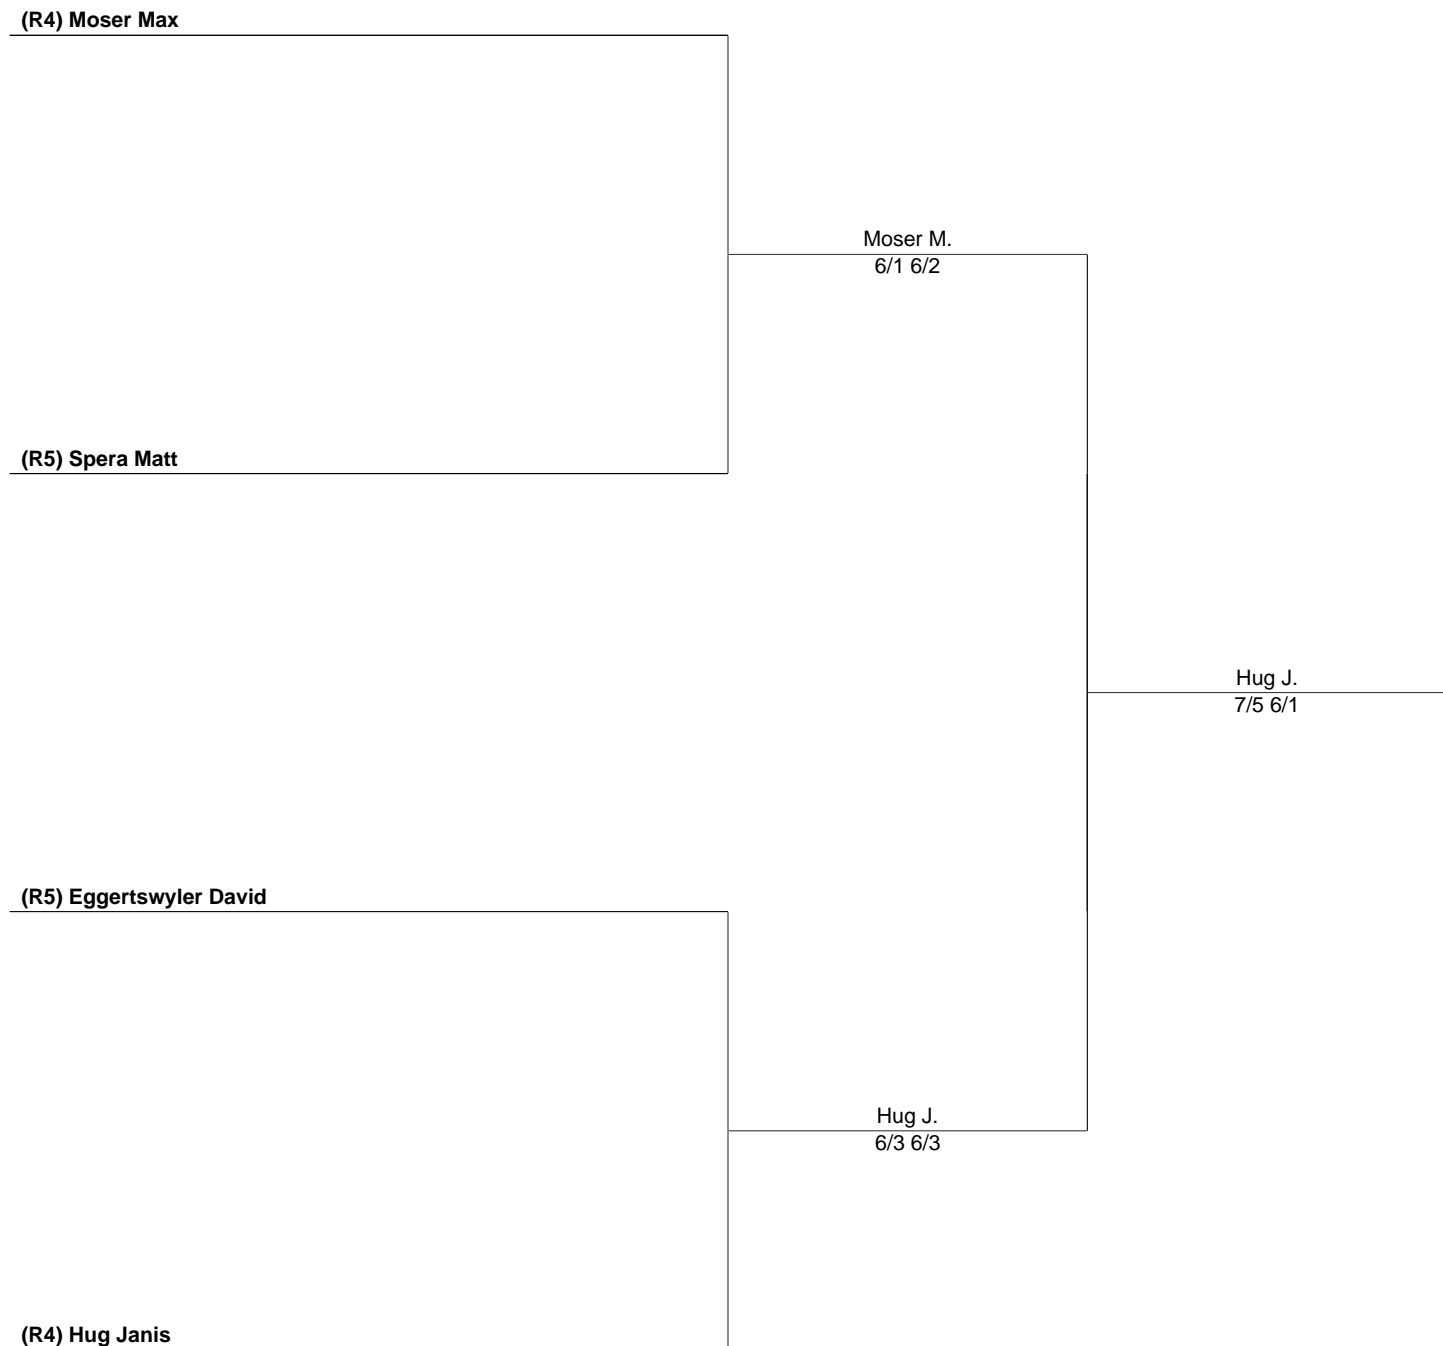 (R4) Moser Max
Moser M.
6/1 6/2
(R5) Spera Matt
Hug J.
7/5 6/1
(R5) Eggertswyler David
Hug J.
6/3 6/3
(R4) Hug Janis